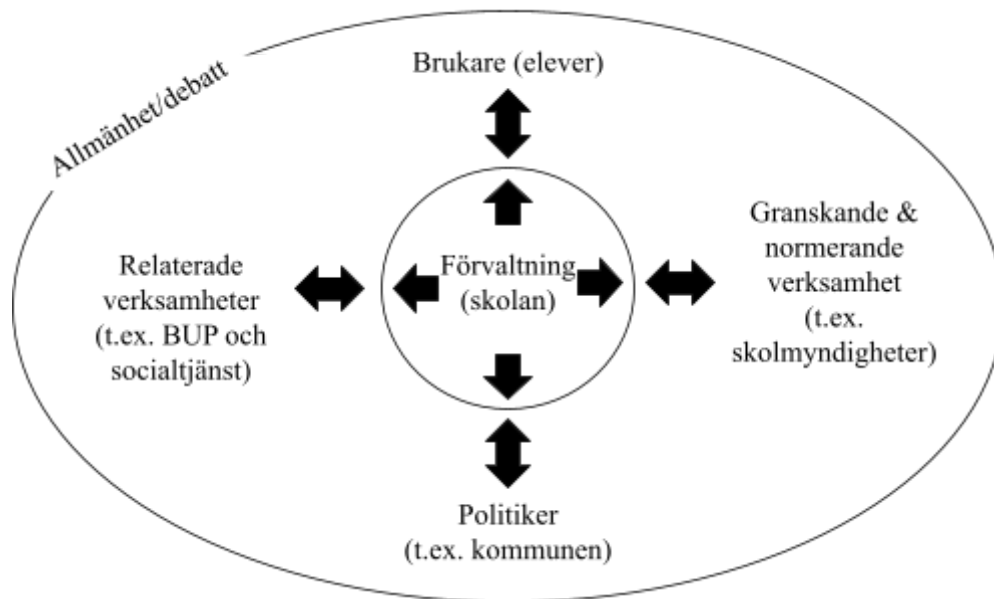 Allmänhet/debatt
Brukare (elever)
Relaterade
verksamheter
(t.ex. BUP och
socialtjänst)
Förvaltning
(skolan)
Granskande &
normerande
verksamhet
(t.ex.
skolmyndigheter)
Politiker
(t.ex. kommunen)